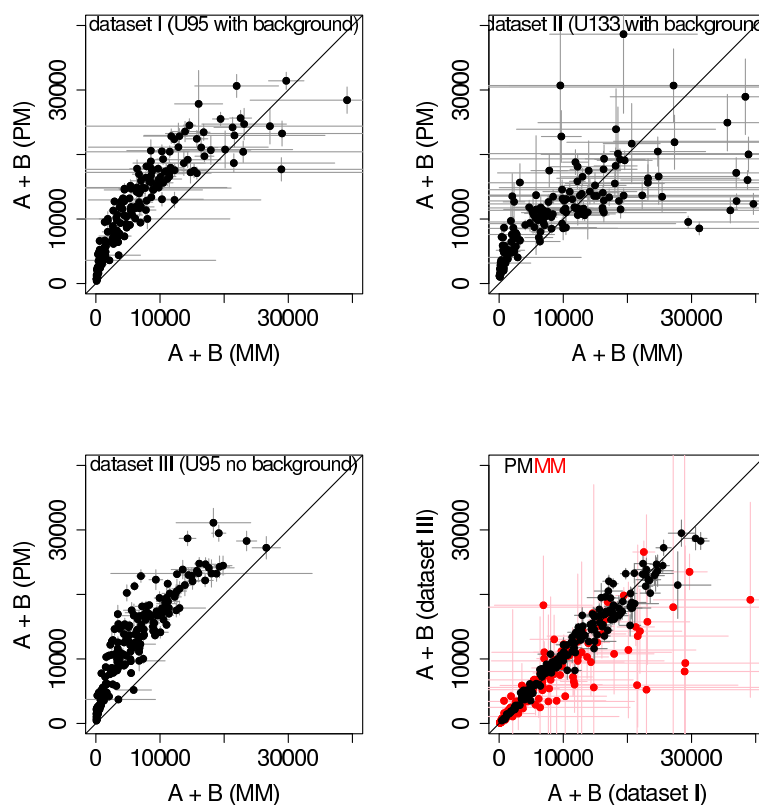 dataset I (U95 with background)
A + B (PM)
0
10000
30000
0
10000
30000
A + B (MM)
dataset II (U133 with background
A + B (PM)
0
10000
30000
0
10000
30000
A + B (MM)
dataset III (U95 no background)
A + B (PM)
0
10000
30000
0
10000
30000
A + B (MM)
PMMM
A + B (dataset III)
0
10000
30000
0
10000
30000
A + B (dataset I)